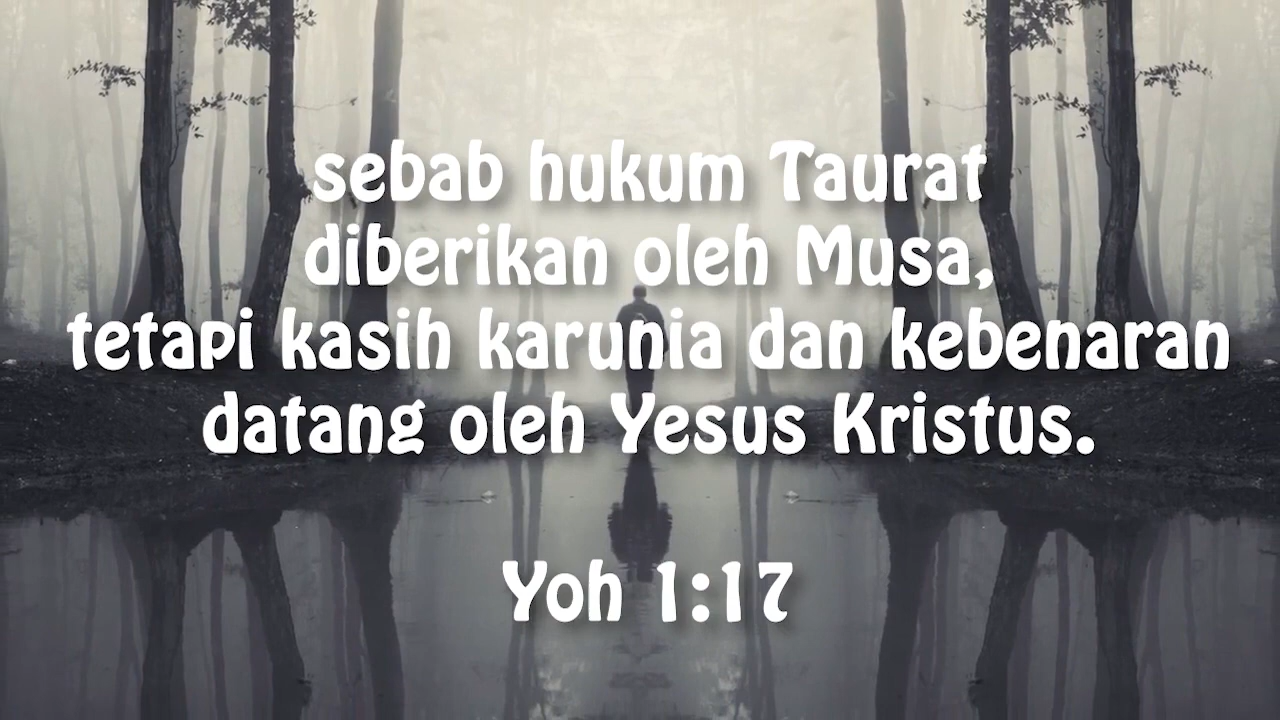 sebab hukum Taurat
diberikan oleh Musa,
tetapi kasih karunia dan kebenaran
datang oleh Yesus Kristus.
Yoh 1:17